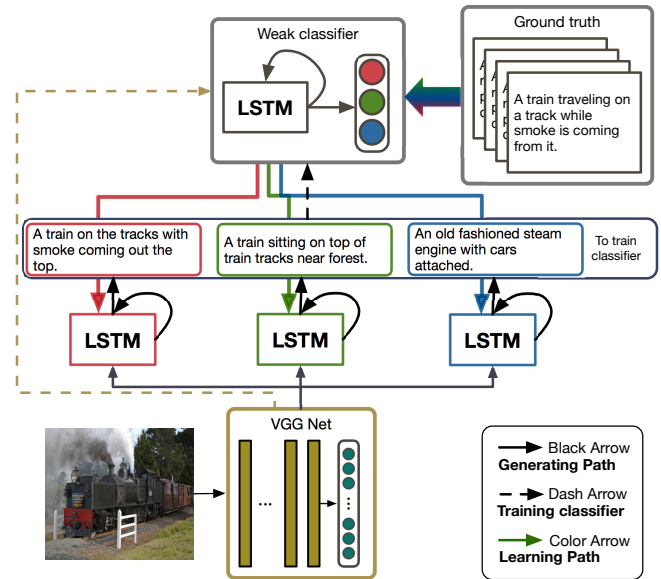 Weak classifier
LSTM
Ground truth
A train traveling on
a track while
smoke is coming
from it.
A train on the tracks with
smoke coming out the
top.
A train sitting on top of
train tracks near forest.
An old fashioned steam
engine with cars
attached.
To train
classifier
LSTM
LSTM
LSTM
VGG Net
...
...
Black Arrow
Generating Path
Dash Arrow
Training classifier
Color Arrow
Learning Path